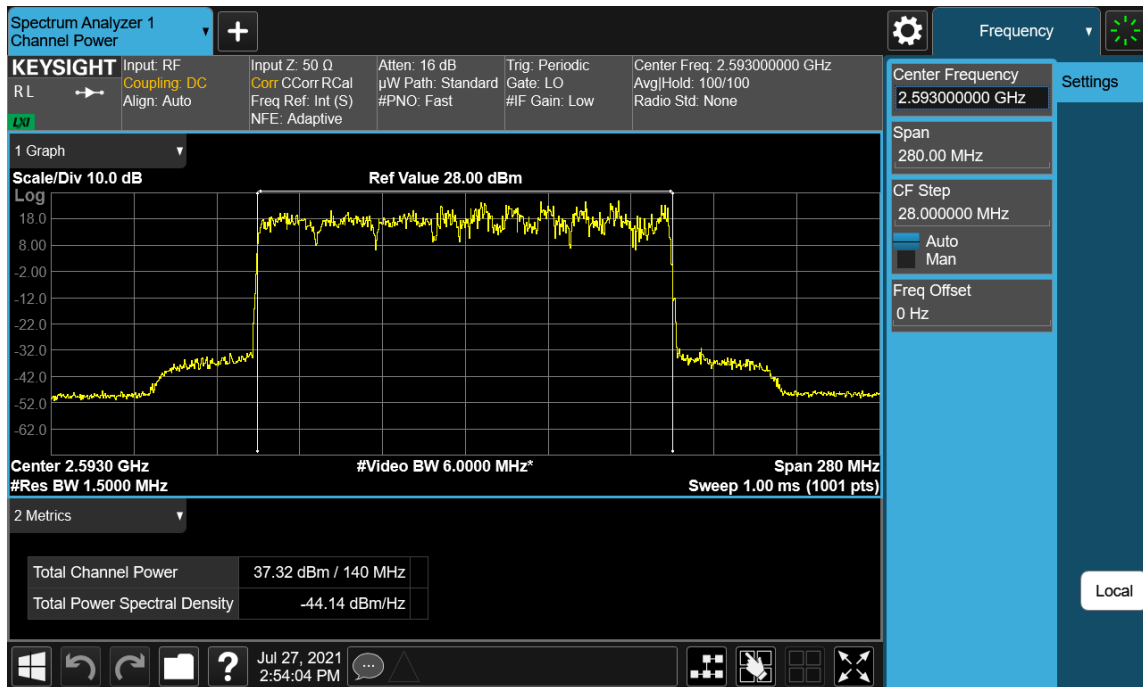 Spectrum Analyzer 1
Channel Power
Frequency
KEYSIGHT
R L
LXI
Input: RF
Coupling: DC
Align: Auto
Input Z: 50 Ω
Corr CCorr RCal
Freq Ref: Int (S)
NFE: Adaptive
Atten: 16 dB
µW Path: Standard
#PNO: Fast
Trig: Periodic
Gate: LO
#IF Gain: Low
Center Freq: 2.593000000 GHz
Avg|Hold: 100/100
Radio Std: None
Center Frequency
2.593000000 GHz
Settings
Span
280.00 MHz
CF Step
28.000000 MHz
Auto
Man
Freq Offset
0 Hz
Local
1 Graph
Scale/Div 10.0 dB
Ref Value 28.00 dBm
Log
18.0
8.00
-2.00
-12.0
-22.0
-32.0
-42.0
-52.0
-62.0
Center 2.5930 GHz
#Video BW 6.0000 MHz*
Span 280 MHz
#Res BW 1.5000 MHz
Sweep 1.00 ms (1001 pts)
2 Metrics
Total Channel Power 37.32 dBm / 140 MHz
Total Power Spectral Density -44.14 dBm/Hz
?
Jul 27, 2021
2:54:04 PM